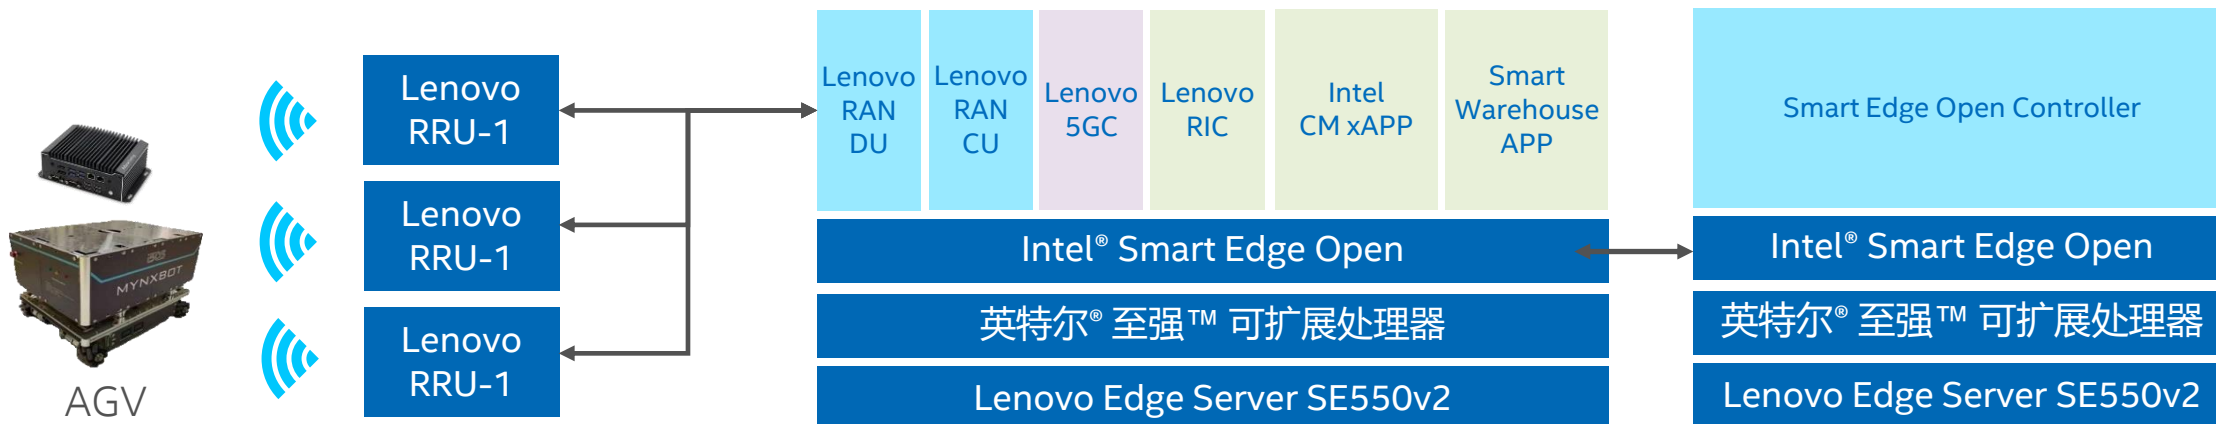 MYNXBOT
AGV
Lenovo
RRU-1
Lenovo
RRU-1
Lenovo
RRU-1
Lenovo
RAN
DU
Lenovo
RAN
CU
Lenovo
5GC
Lenovo
RIC
Intel
CM xAPP
Smart
Warehouse
APP
Intel® Smart Edge Open
英特尔® 至强™ 可扩展处理器
Lenovo Edge Server SE550v2
Smart Edge Open Controller
Intel® Smart Edge Open
英特尔® 至强™ 可扩展处理器
Lenovo Edge Server SE550v2